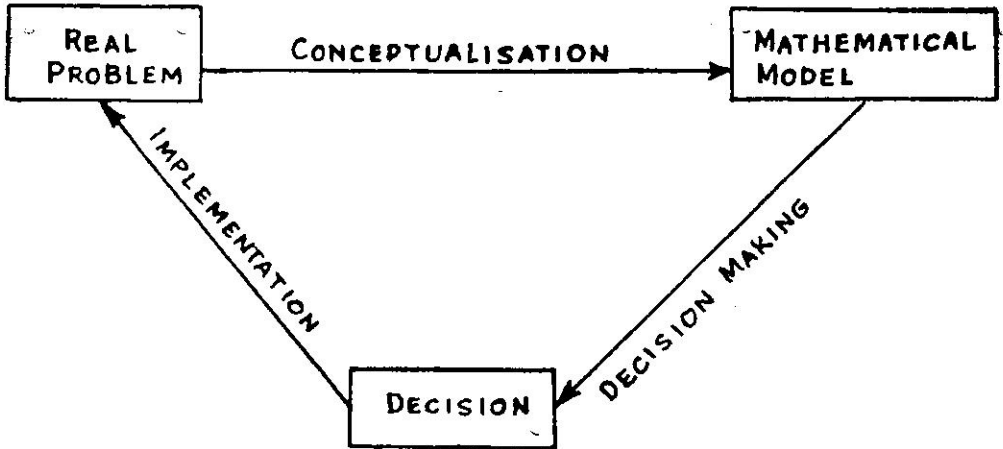 REAL
PROBLEM
CONCEPTUALISATION
MATHEMATICAL
MODEL
IMPLEMENTATION
DECISION MAKING
DECISION